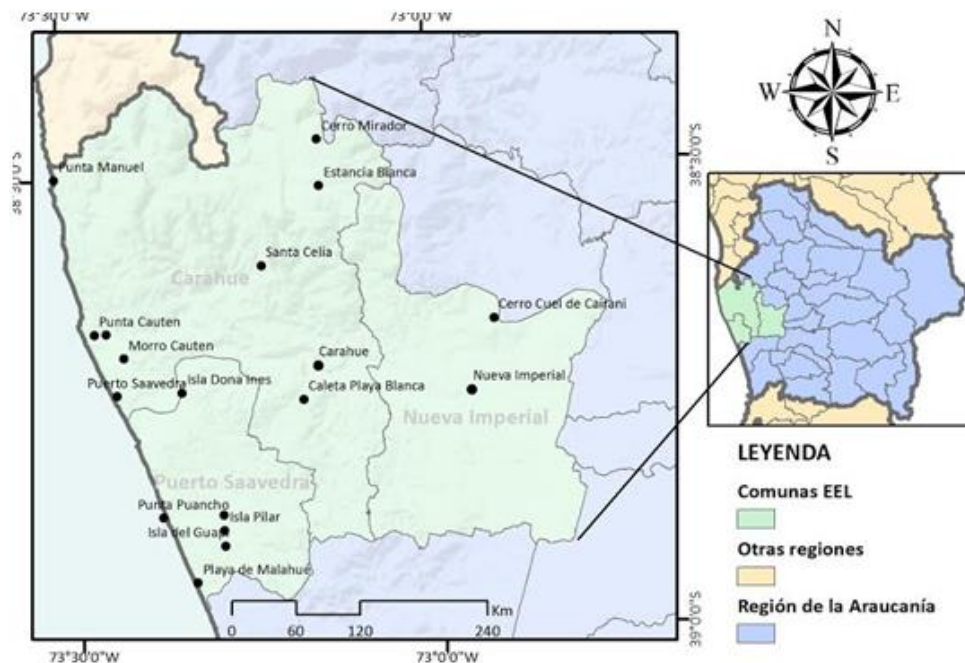 73°30'0"W
73°0'0"W
N
W
E
S
38°30'0"S
38°30'0"S
Cerro Mirador
Punta Manuel
Estancia Blanca
Santa Celia
Carahue
Cerro Cuel de Cairani
Punta Cauten
Morro Cauten
Carahue
Puerto Saavedra
Isla Dona Ines
Caleta Playa Blanca
Nueva Imperial
Nueva Imperial
Puerto Saavedra
Punta Puancho
Isla Pilar
Isla del Guapi
Playa de Malahue
Km
0
60
120
240
39°0'0"S
73°30'0"W
73°0'0"W
LEYENDA
Comunas EEL
Otras regiones
Región de la Araucanía